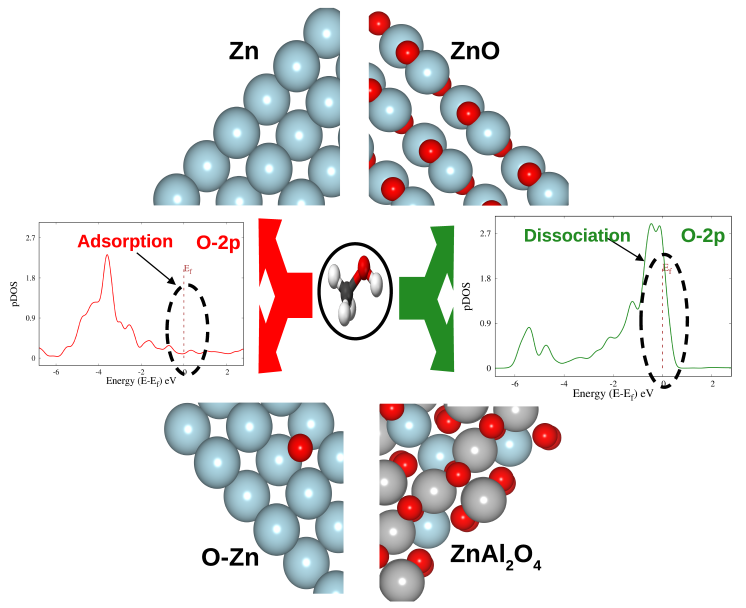 Zn
ZnO
Adsorption
O-2p
Dissociation
O-2p
pDOS
2.7
1.8
0.9
0
E_f
-6
-4
-2
0
2
Energy (E-E_f) eV
pDOS
2.7
1.8
0.9
0
E_f
-6
-4
-2
0
2
Energy (E-E_f) eV
O-Zn
ZnAl₂O₄